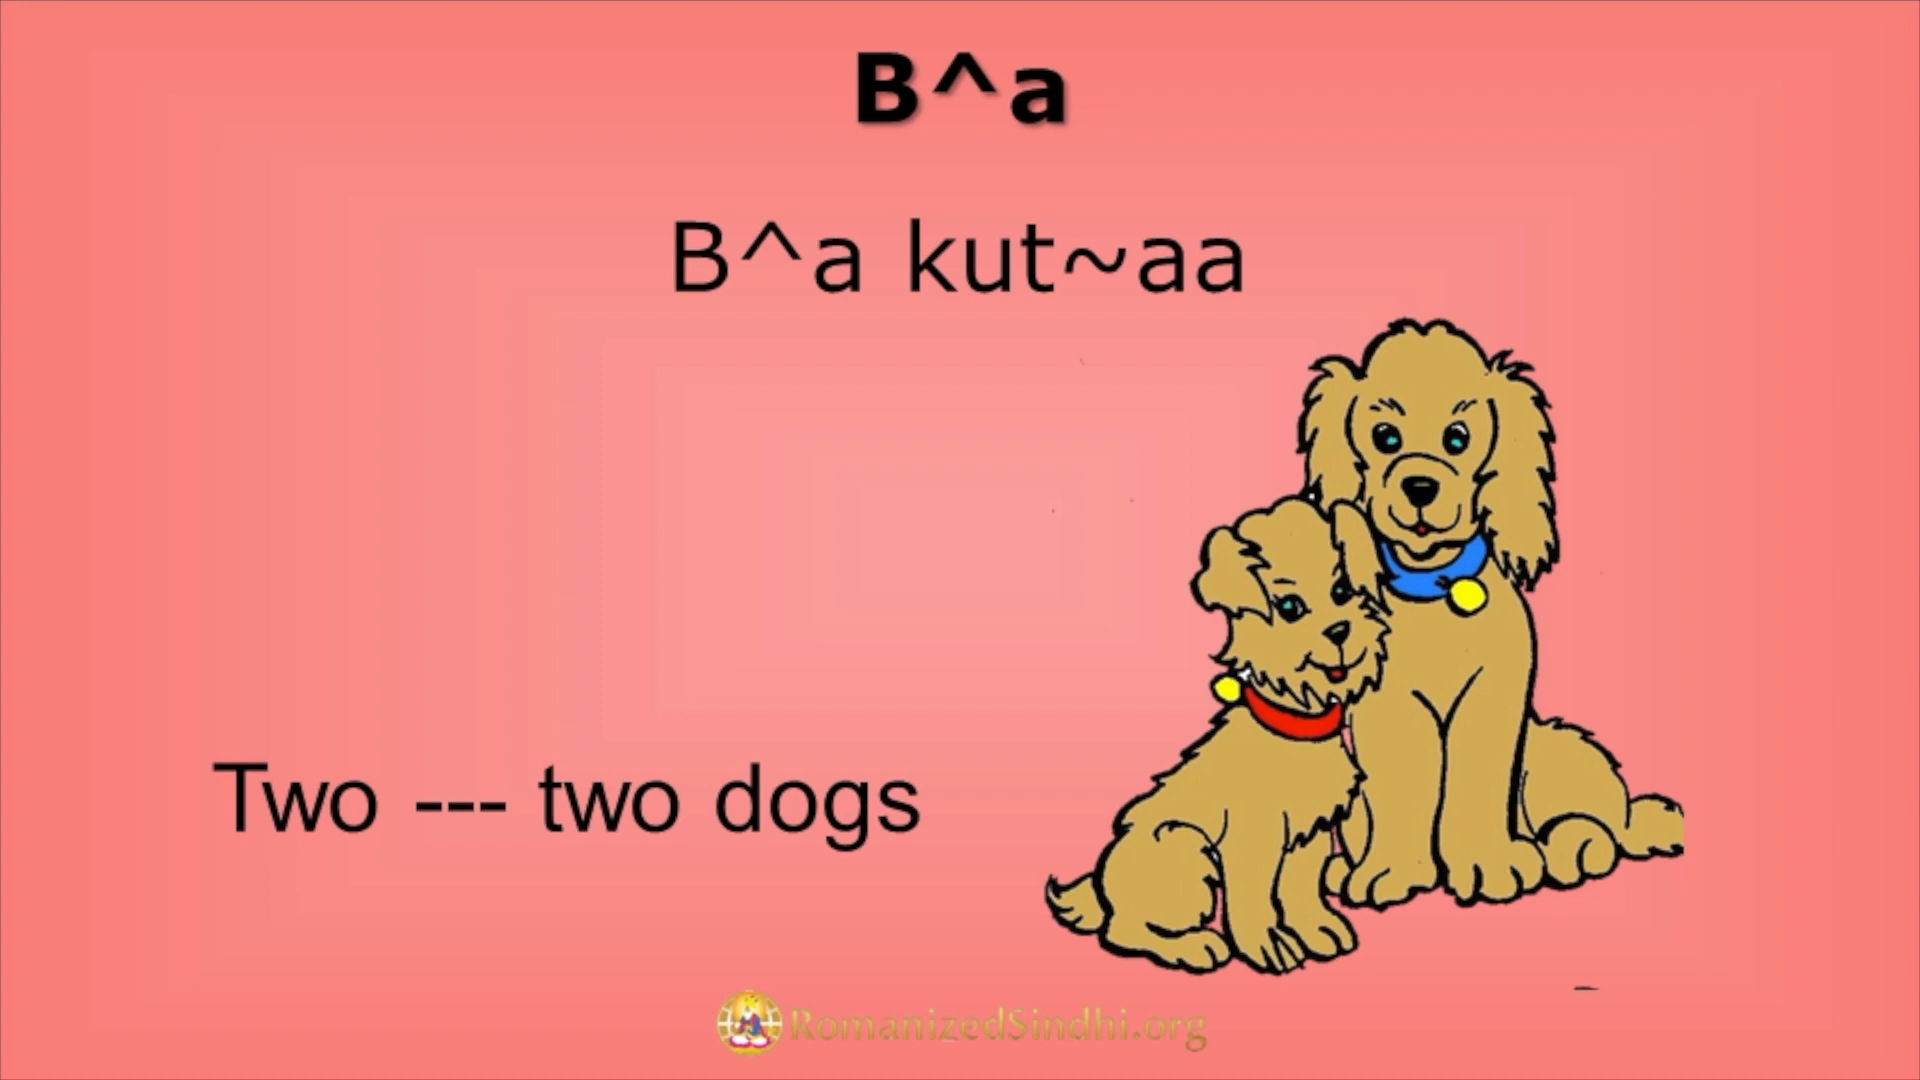 B^a
B^a kut~aa
Two --- two dogs
RomanizedSindhi.org